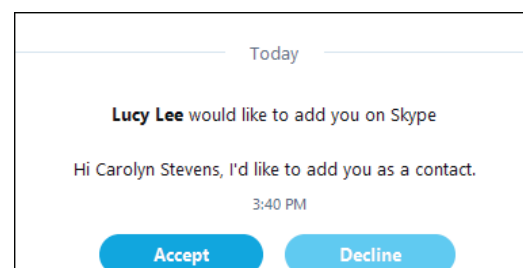 Today
Lucy Lee would like to add you on Skype
Hi Carolyn Stevens, I'd like to add you as a contact.
3:40 PM
Accept Decline